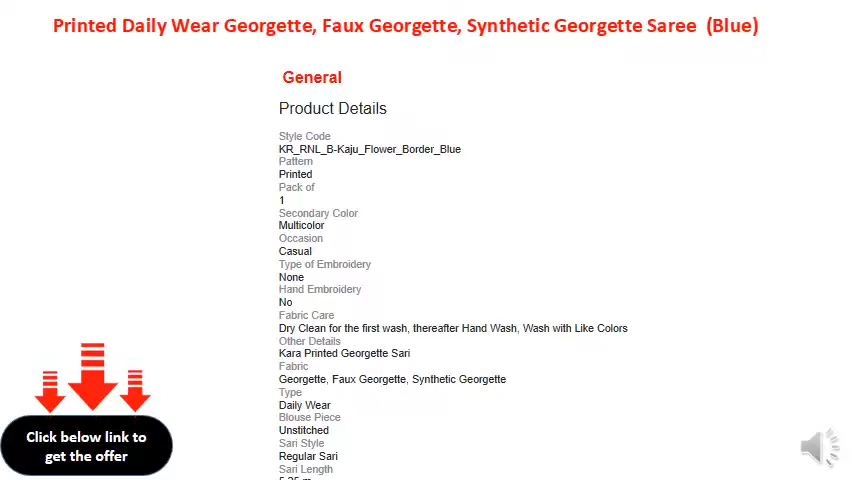 Printed Daily Wear Georgette, Faux Georgette, Synthetic Georgette Saree (Blue)
General
Product Details
Style Code
KR_RNL_B-Kaju_Flower_Border_Blue
Pattern
Printed
Pack of
1
Secondary Color
Multicolor
Occasion
Casual
Type of Embroidery
None
Hand Embroidery
No
Fabric Care
Dry Clean for the first wash, thereafter Hand Wash, Wash with Like Colors
Other Details
Kara Printed Georgette Sari
Fabric
Georgette, Faux Georgette, Synthetic Georgette
Type
Daily Wear
Blouse Piece
Unstitched
Sari Style
Regular Sari
Sari Length
Click below link to
get the offer